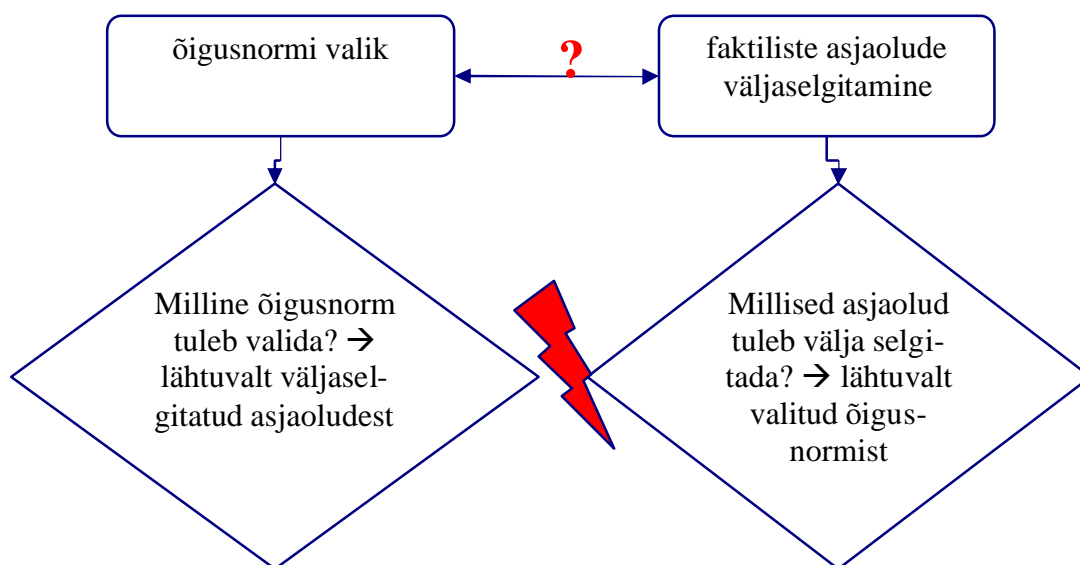 õigusnormi valik
?
faktiliste asjaolude
väljaselgitamine
Milline õigusnorm
tuleb valida? →
lähtuvalt väljasel-
gitatud asjaoludest
Millised asjaolud
tuleb välja selgi-
tada? → lähtuvalt
valitud õigus-
normist